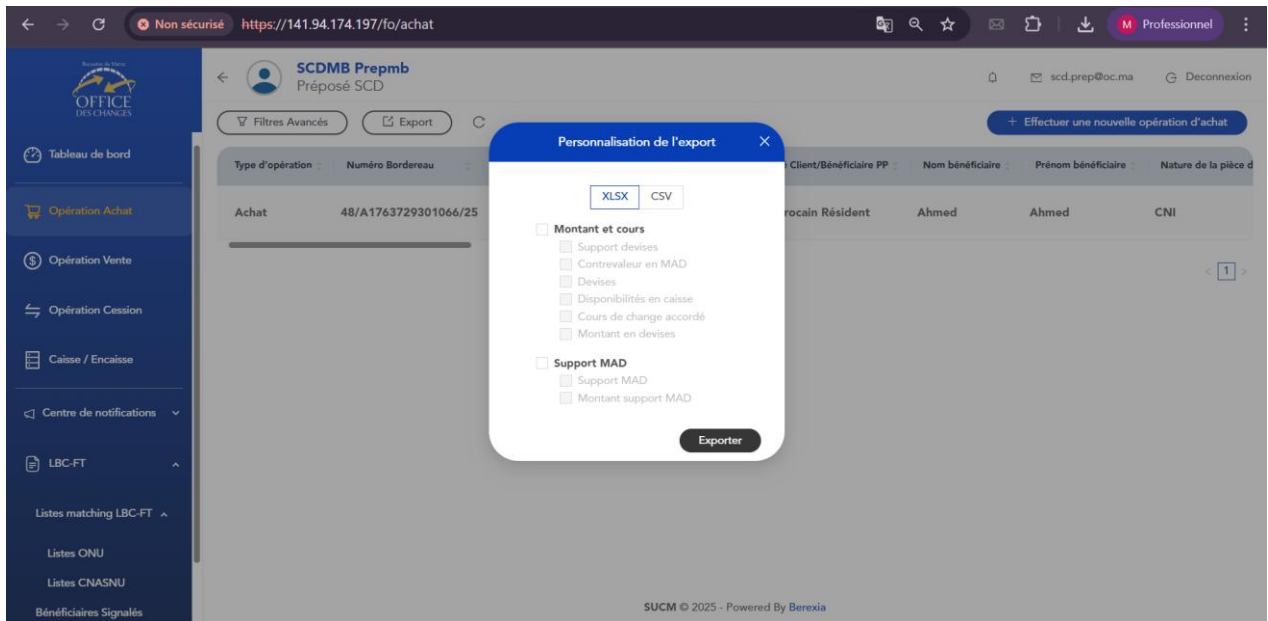 Non sécurisé https://141.94.174.197/fo/achat Professionnel
M
OFFICE
DES CHANGES
SCDMB Prepmb
Préposé SCD
scd.prep@oc.ma Deconnexion
Filtres Avancés Export + Effectuer une nouvelle opération d'achat
Tableau de bord
Opération Achat
Opération Vente
Opération Cession
Caisse / Encaisse
Centre de notifications
LBC-FT
Listes matching LBC-FT
Listes ONU
Listes CNASNU
Bénéficiaires Signalés
Type d'opération Numéro Bordereau Client/Bénéficiaire PP Nom bénéficiaire Prénom bénéficiaire Nature de la pièce d
Achat 48/A1763729301066/25 rocain Résident Ahmed Ahmed CNI
< 1 >
Personnalisation de l'export
XLSX CSV
Montant et cours
Support devises
Contrevaleur en MAD
Devises
Disponibilités en caisse
Cours de change accordé
Montant en devises
Support MAD
Support MAD
Montant support MAD
Exporter
SUCM © 2025 - Powered By Berexia